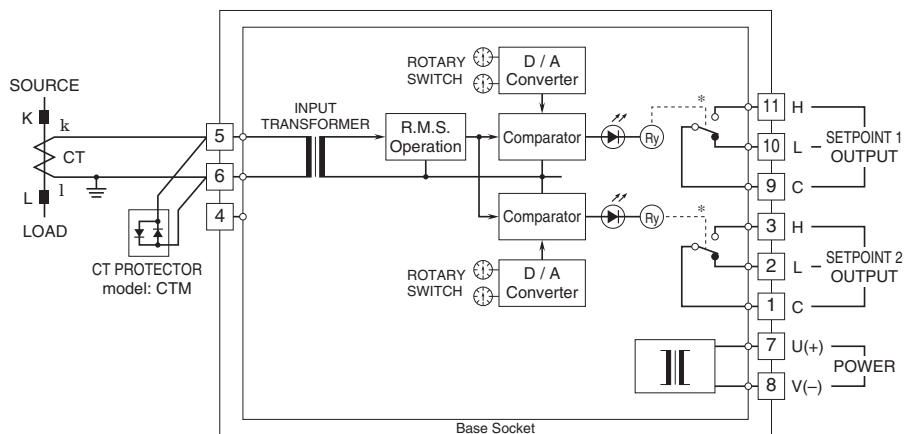 SOURCE
K
k
CT
L
l
LOAD
CT PROTECTOR
model: CTM
5
6
4
INPUT
TRANSFORMER
R.M.S.
Operation
ROTARY
SWITCH
D / A
Converter
Comparator
Ry
*
Comparator
Ry
*
ROTARY
SWITCH
D / A
Converter
11 H
10 L
9 C
SETPOINT 1
OUTPUT
3 H
2 L
1 C
SETPOINT 2
OUTPUT
7 U(+)
8 V(–)
POWER
Base Socket